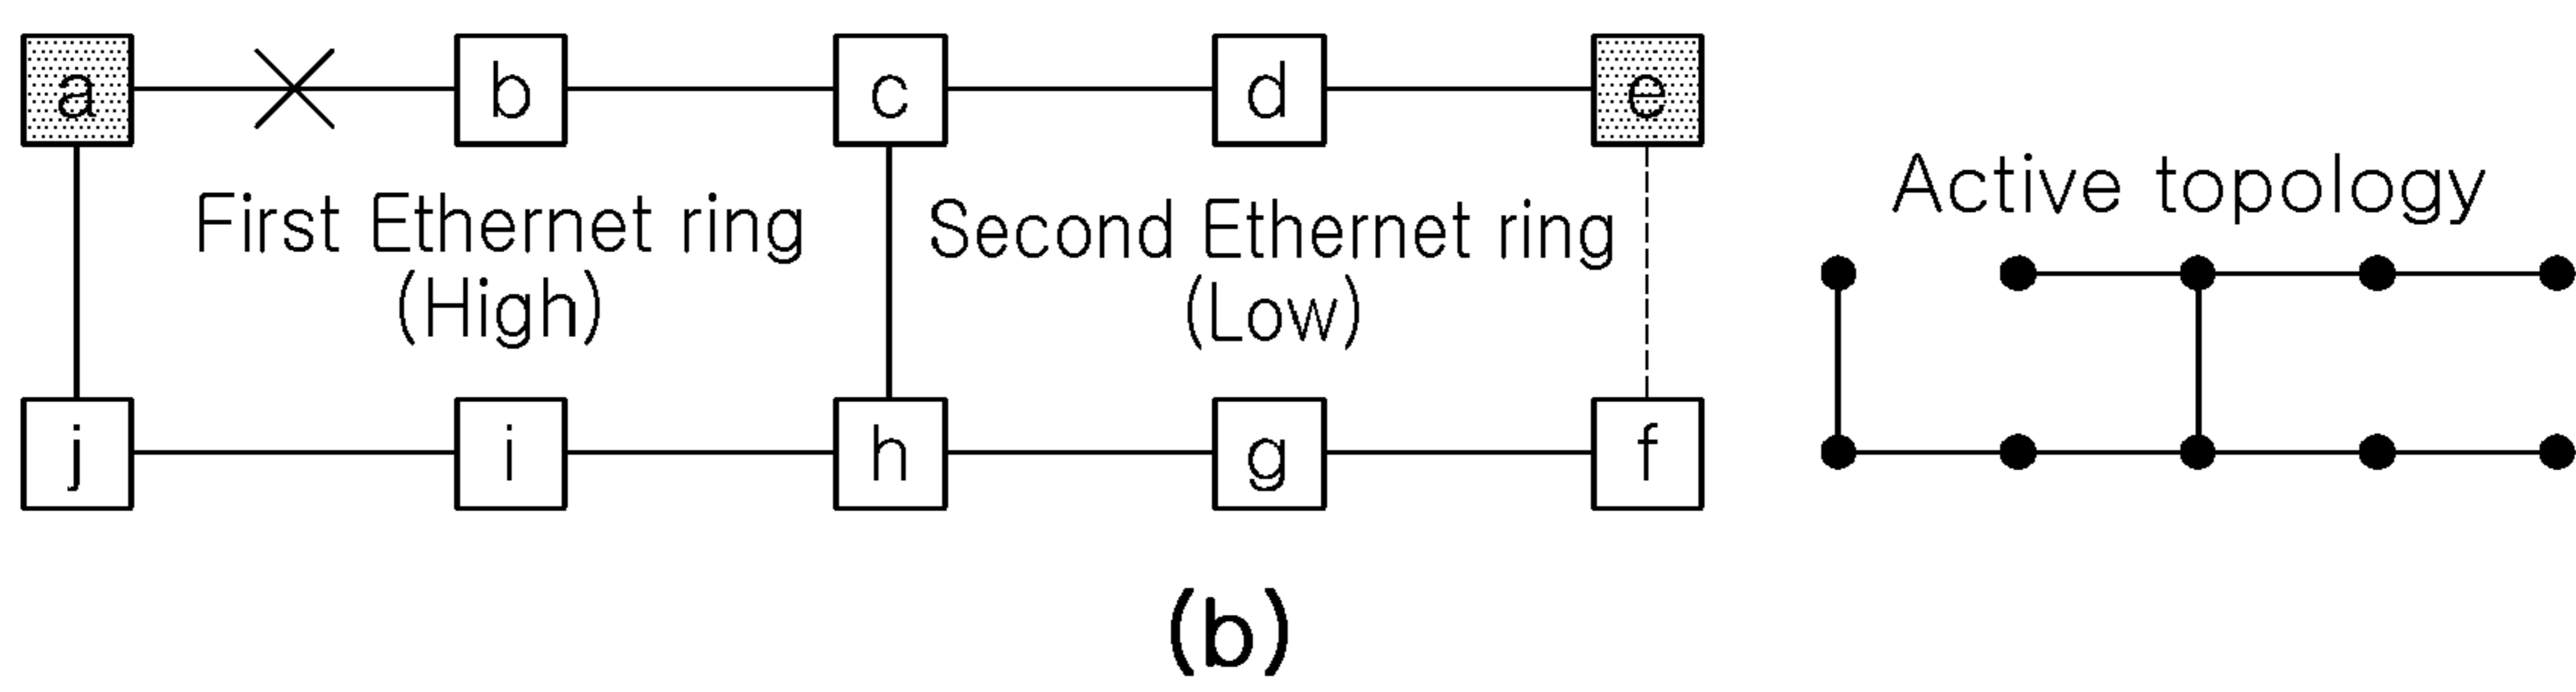 a b c d e
First Ethernet ring
(High)
Second Ethernet ring
(Low)
j i h g f
Active topology
(b)